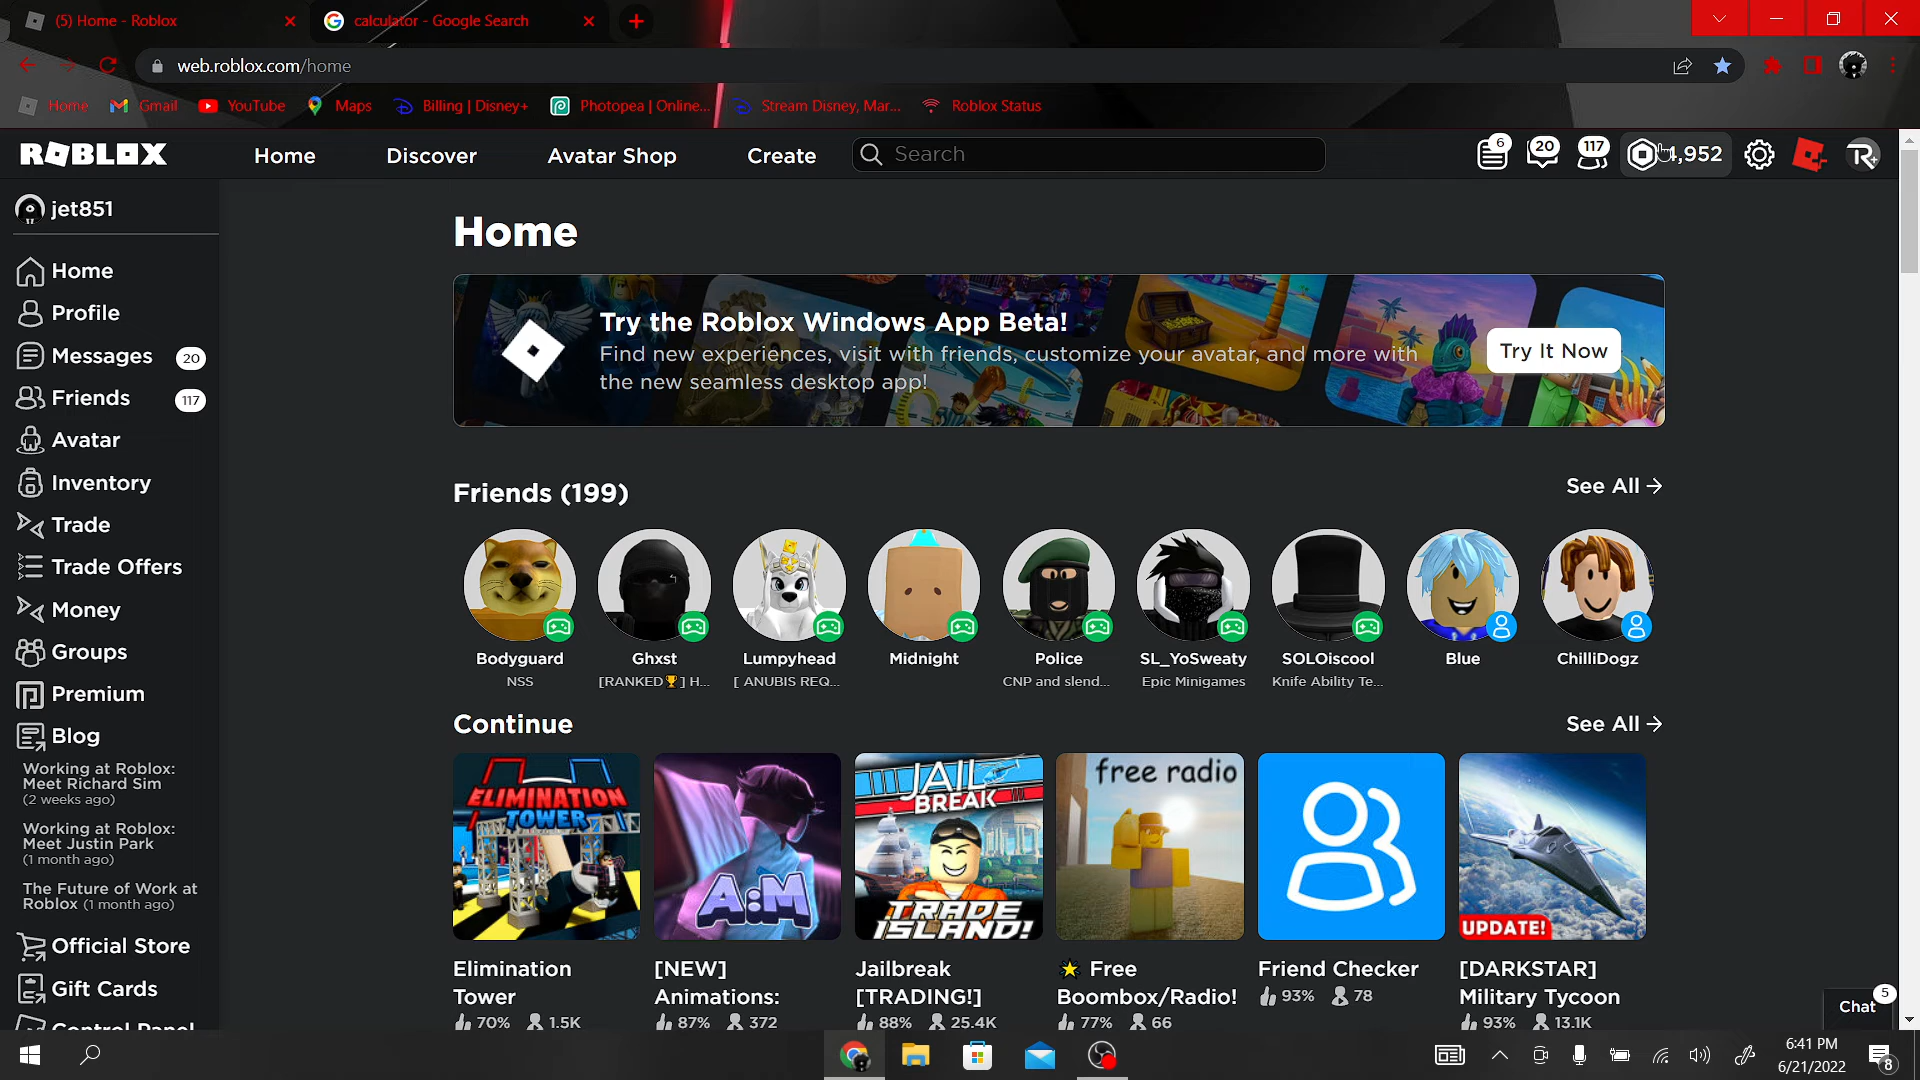 (5) Home - Roblox
calculator - Google Search
web.roblox.com/home
Home
Gmail
YouTube
Maps
Billing | Disney+
Photopea | Online...
Stream Disney, Mar...
Roblox Status
ROBLOX
Home
Discover
Avatar Shop
Create
Search
6
20
117
4,952
jet851
Home
Profile
Messages 20
Friends 117
Avatar
Inventory
Trade
Trade Offers
Money
Groups
Premium
Blog
Working at Roblox:
Meet Richard Sim
(2 weeks ago)
Working at Roblox:
Meet Justin Park
(1 month ago)
The Future of Work at
Roblox (1 month ago)
Official Store
Gift Cards
Control Panel
Home
Try the Roblox Windows App Beta!
Find new experiences, visit with friends, customize your avatar, and more with
the new seamless desktop app!
Try It Now
Friends (199)
See All
Bodyguard
NSS
Ghxst
[RANKED🏆] H...
Lumpyhead
[ ANUBIS REQ...
Midnight
Police
CNP and slend...
SL_YoSweaty
Epic Minigames
SOLOiscool
Knife Ability Te...
Blue
ChilliDogz
Continue
See All
ELIMINATION
TOWER
A:M
JAIL
BREAK
TRADE
ISLAND!
free radio
UPDATE!
Elimination
Tower
70% 1.5K
[NEW]
Animations:
87% 372
Jailbreak
[TRADING!]
88% 25.4K
⭐ Free
Boombox/Radio!
77% 66
Friend Checker
93% 78
[DARKSTAR]
Military Tycoon
93% 13.1K
Chat 5
6:41 PM
6/21/2022
8